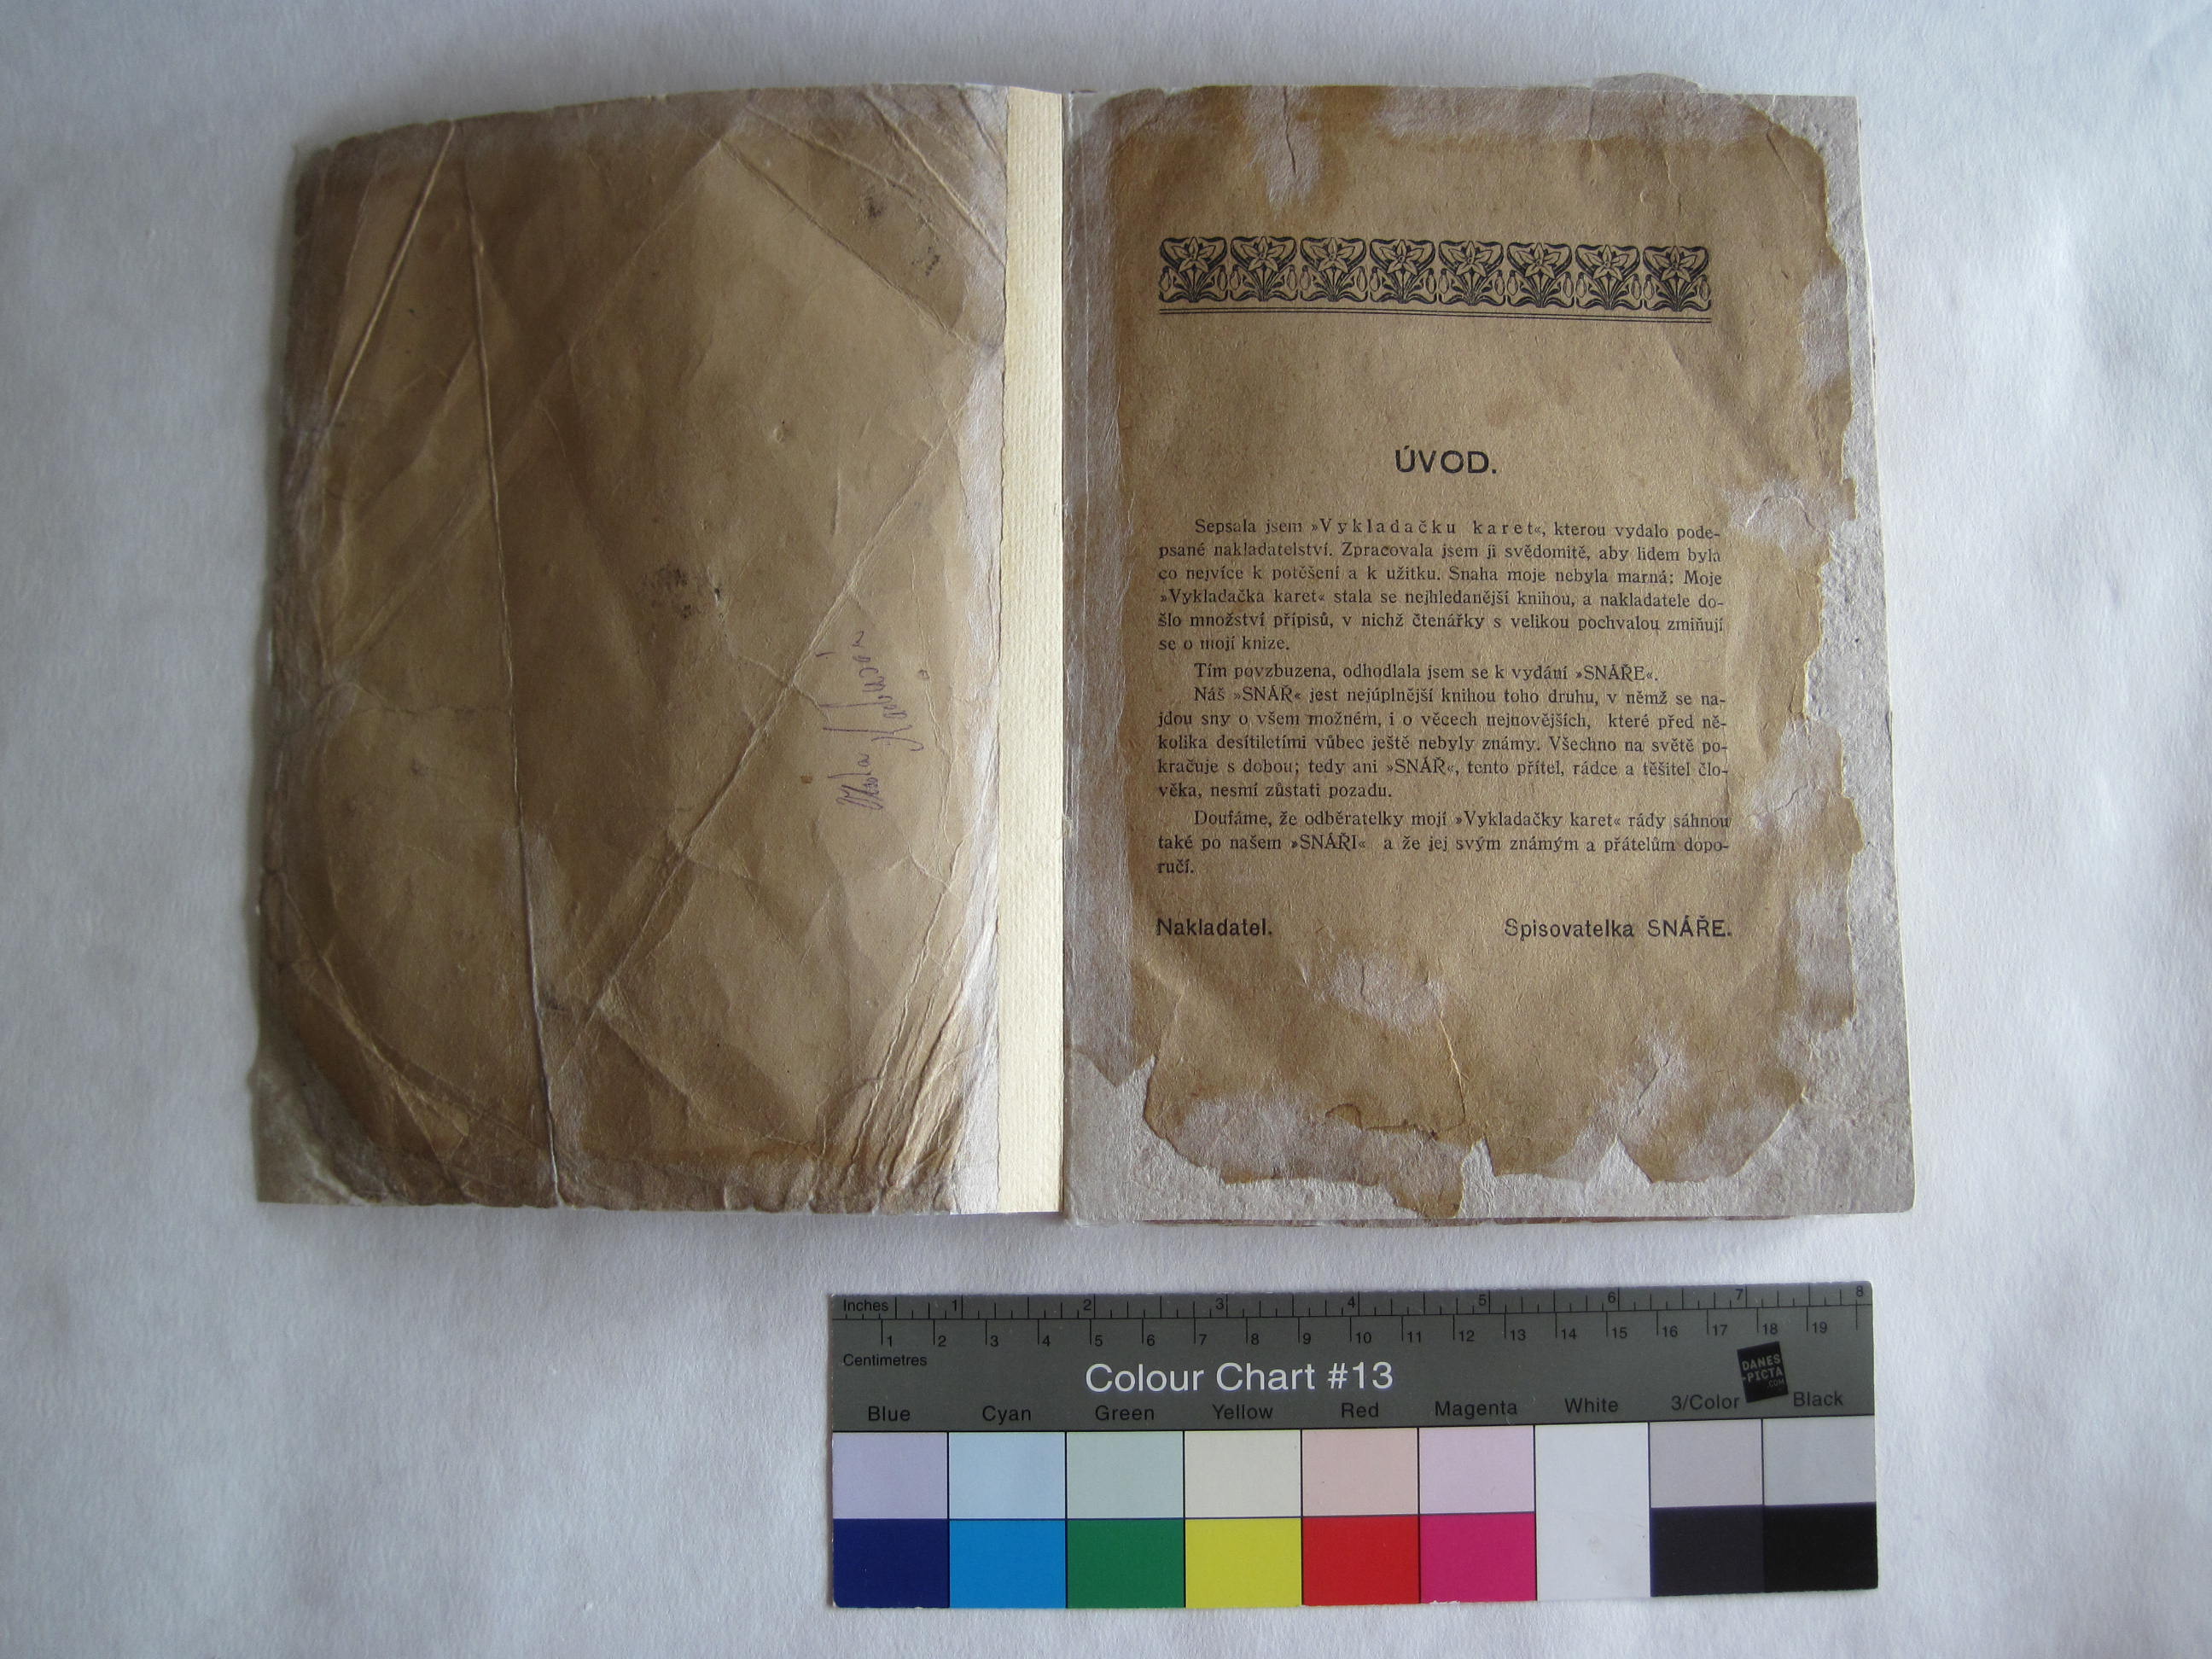 ÚVOD.
Sepsala jsem »Vykladačku karet«, kterou vydalo pode-
psané nakladatelství. Zpracovala jsem ji svědomitě, aby lidem byla
co nejvíce k potěšení a k užitku. Snaha moje nebyla marná: Moje
»Vykladačka karet« stala se nejhledanější knihou, a nakladatele do-
šlo množství přípisů, v nichž čtenářky s velikou pochvalou zmiňují
se o mojí knize.
Tím povzbuzena, odhodlala jsem se k vydání »SNÁŘE«.
Náš »SNÁŘ« jest nejúplnější knihou toho druhu, v němž se na-
jdou sny o všem možném, i o věcech nejnovějších, které před ně-
kolika desítiletími vůbec ještě nebyly známy. Všechno na světě po-
kračuje s dobou; tedy ani »SNÁŘ«, tento přítel, rádce a těšitel člo-
věka, nesmí zůstati pozadu.
Doufáme, že odběratelky mojí »Vykladačky karet« rády sáhnou
také po našem »SNÁŘI« a že jej svým známým a přátelům dopo-
ručí.
Nakladatel. Spisovatelka SNÁŘE.
Inches 1 2 3 4 5 6 7 8
1 2 3 4 5 6 7 8 9 10 11 12 13 14 15 16 17 18 19
Centimetres
Colour Chart #13
DANES
-PICTA
.COM
Blue Cyan Green Yellow Red Magenta White 3/Color Black